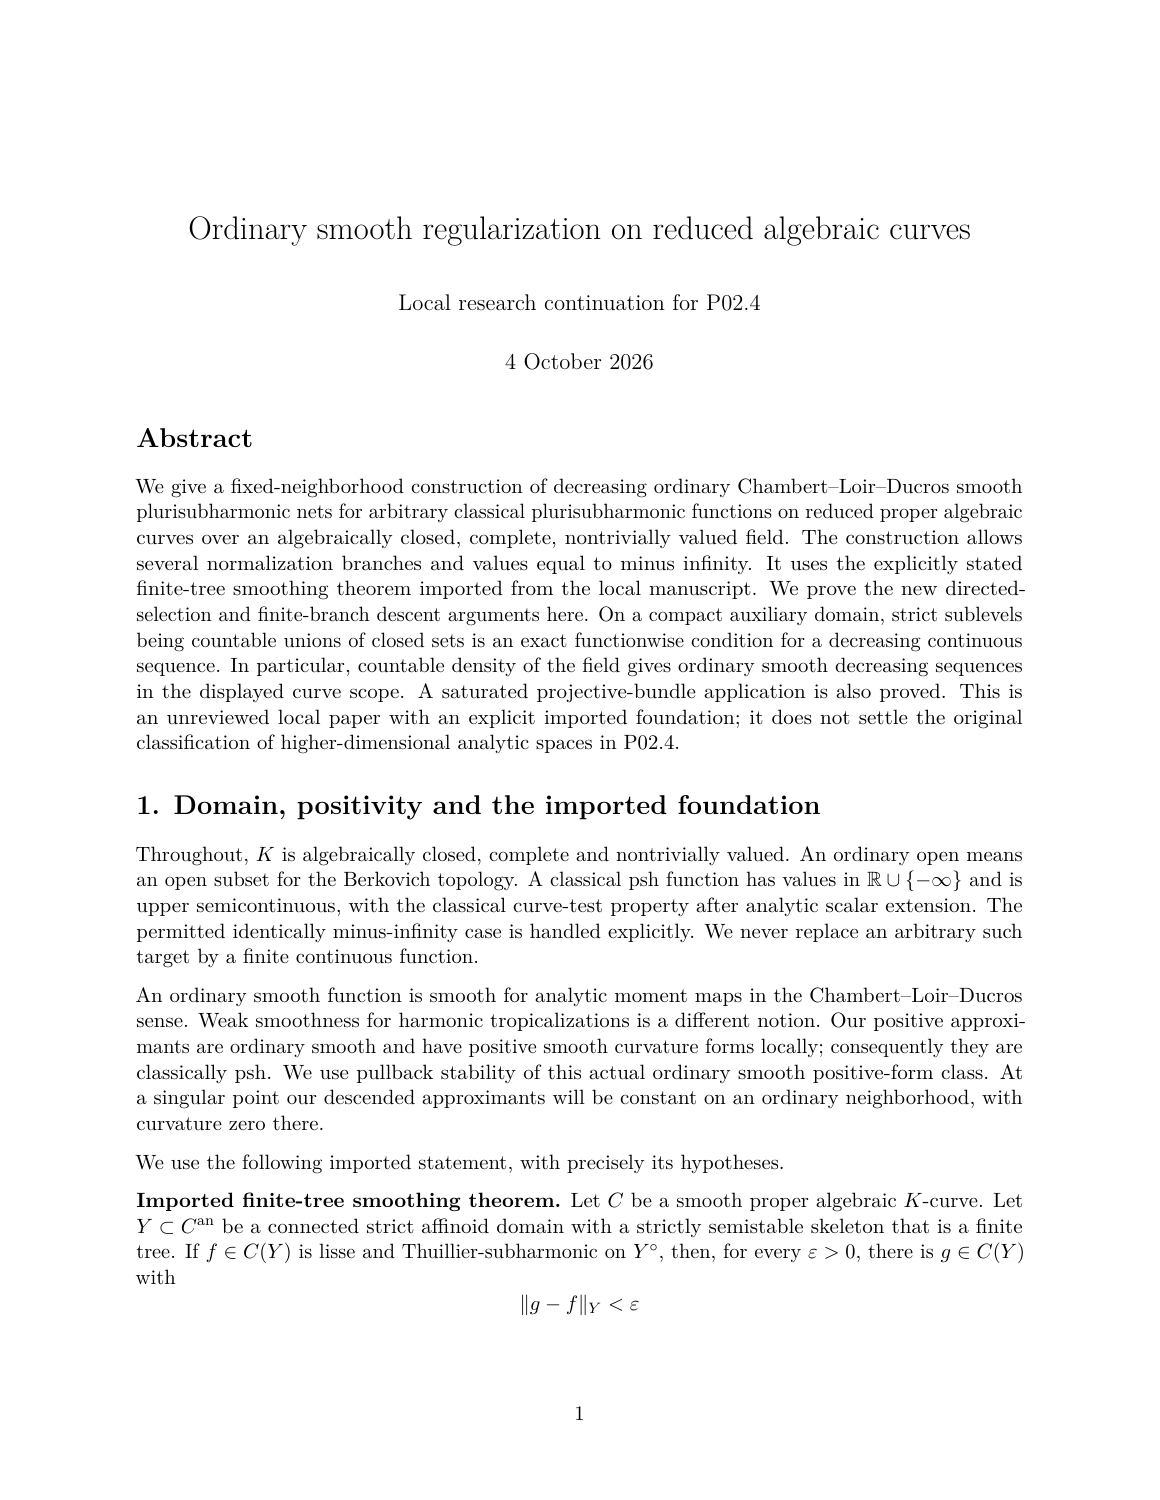 Ordinary smooth regularization on reduced algebraic curves
Local research continuation for P02.4
4 October 2026
Abstract
We give a fixed-neighborhood construction of decreasing ordinary Chambert–Loir–Ducros smooth
plurisubharmonic nets for arbitrary classical plurisubharmonic functions on reduced proper algebraic
curves over an algebraically closed, complete, nontrivially valued field. The construction allows
several normalization branches and values equal to minus infinity. It uses the explicitly stated
finite-tree smoothing theorem imported from the local manuscript. We prove the new directed-
selection and finite-branch descent arguments here. On a compact auxiliary domain, strict sublevels
being countable unions of closed sets is an exact functionwise condition for a decreasing continuous
sequence. In particular, countable density of the field gives ordinary smooth decreasing sequences
in the displayed curve scope. A saturated projective-bundle application is also proved. This is
an unreviewed local paper with an explicit imported foundation; it does not settle the original
classification of higher-dimensional analytic spaces in P02.4.
1. Domain, positivity and the imported foundation
Throughout, K is algebraically closed, complete and nontrivially valued. An ordinary open means
an open subset for the Berkovich topology. A classical psh function has values in ℝ ∪ {−∞} and is
upper semicontinuous, with the classical curve-test property after analytic scalar extension. The
permitted identically minus-infinity case is handled explicitly. We never replace an arbitrary such
target by a finite continuous function.
An ordinary smooth function is smooth for analytic moment maps in the Chambert–Loir–Ducros
sense. Weak smoothness for harmonic tropicalizations is a different notion. Our positive approxi-
mants are ordinary smooth and have positive smooth curvature forms locally; consequently they are
classically psh. We use pullback stability of this actual ordinary smooth positive-form class. At
a singular point our descended approximants will be constant on an ordinary neighborhood, with
curvature zero there.
We use the following imported statement, with precisely its hypotheses.
Imported finite-tree smoothing theorem. Let C be a smooth proper algebraic K-curve. Let
Y ⊂ C^an be a connected strict affinoid domain with a strictly semistable skeleton that is a finite
tree. If f ∈ C(Y) is lisse and Thuillier-subharmonic on Y°, then, for every ε > 0, there is g ∈ C(Y)
with
‖g − f‖_Y < ε
1